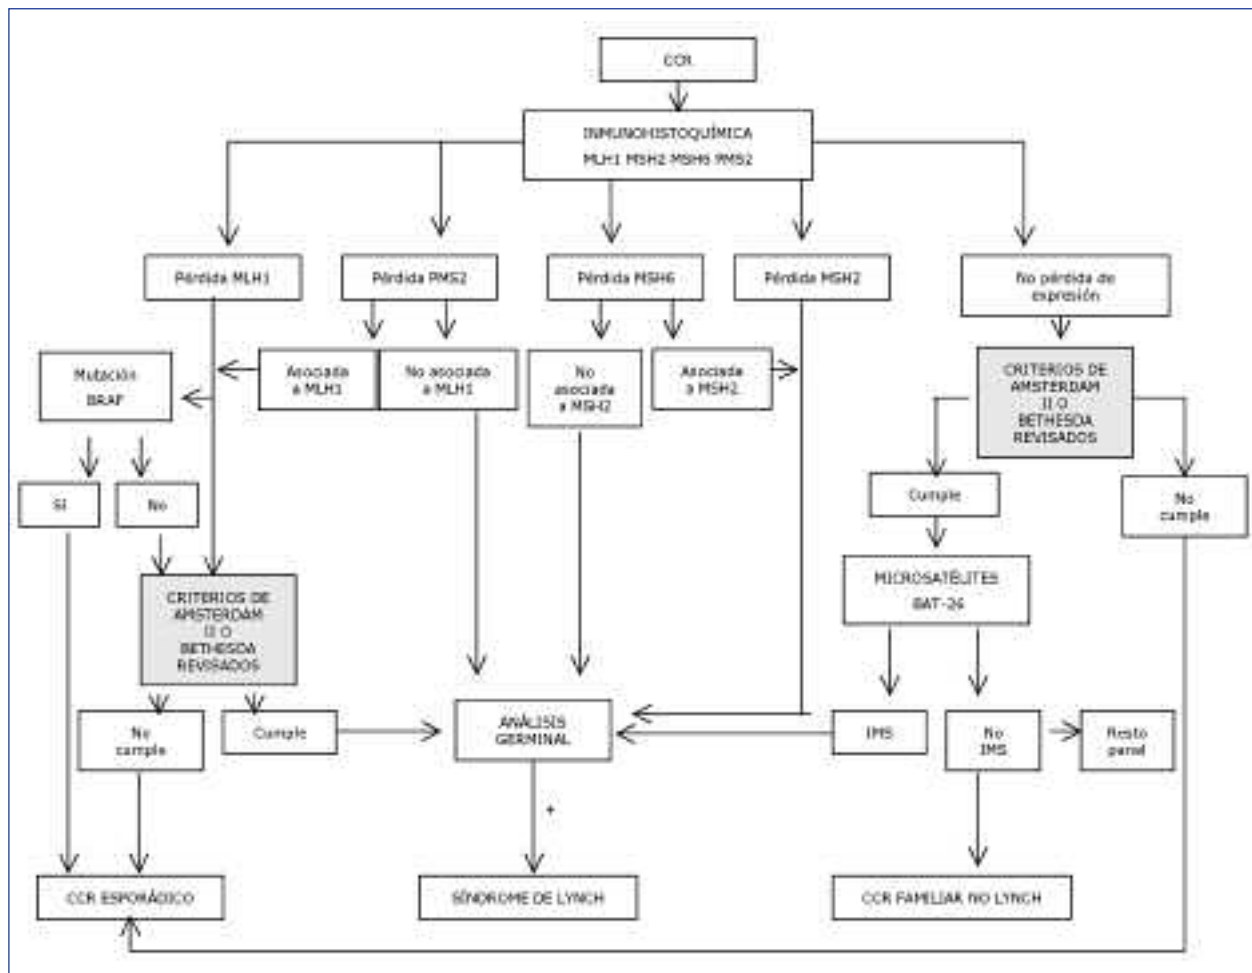 CCR
INMUNOHISTOQUÍMICA
MLH1 MSH2 MSH6 PMS2
Pérdida MLH1
Pérdida PMS2
Pérdida MSH6
Pérdida MSH2
No pérdida de
expresión
Mutación
BRAF
Asociada
a MLH1
No asociada
a MLH1
No
asociada
a MSH2
Asociada
a MSH2
CRITERIOS DE
AMSTERDAM
II O
BETHESDA
REVISADOS
Sí
No
Cumple
No
cumple
CRITERIOS DE
AMSTERDAM
II O
BETHESDA
REVISADOS
MICROSATÉLITES
BAT-26
No
cumple
Cumple
ANÁLISIS
GERMINAL
IMS
No
IMS
Resto
panel
+
CCR ESPORÁDICO
SÍNDROME DE LYNCH
CCR FAMILIAR NO LYNCH